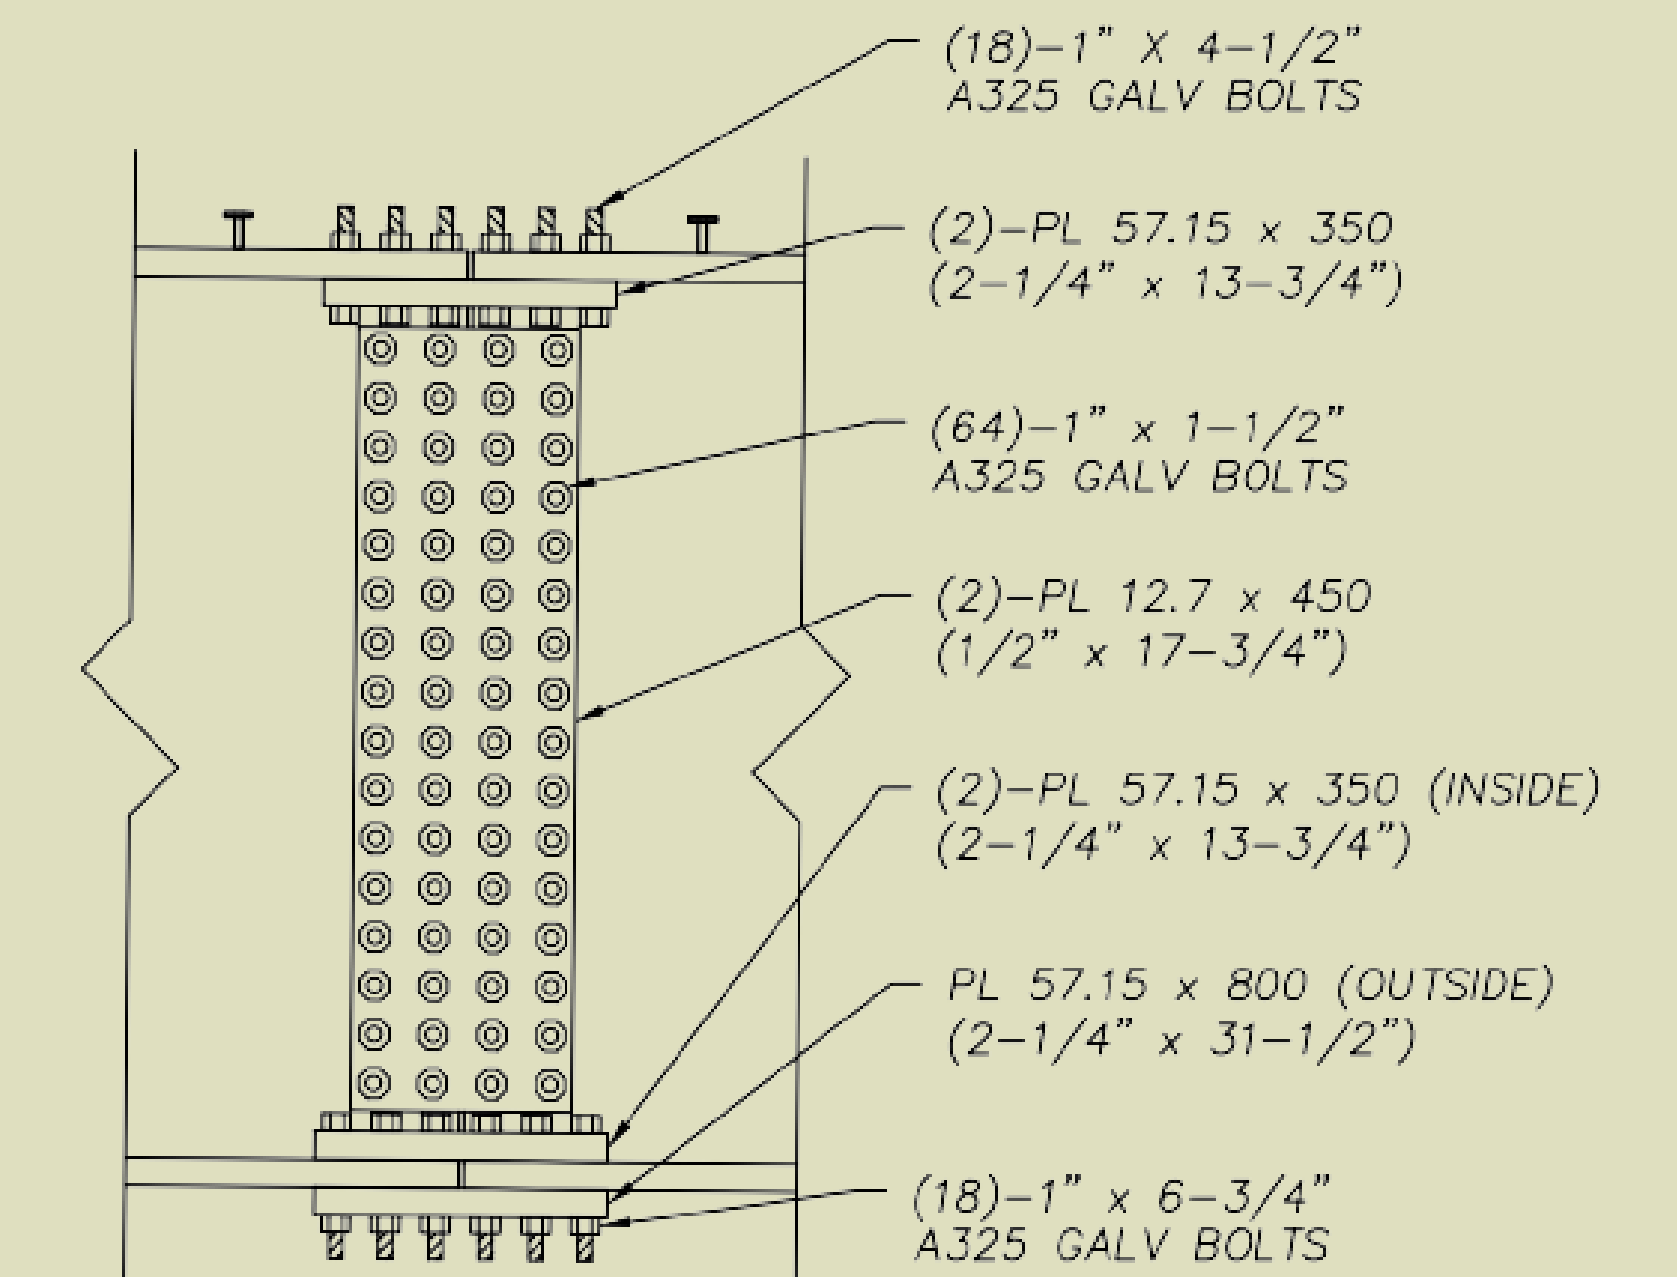 (18)-1" X 4-1/2"
A325 GALV BOLTS
(2)-PL 57.15 x 350
(2-1/4" x 13-3/4")
(64)-1" x 1-1/2"
A325 GALV BOLTS
(2)-PL 12.7 x 450
(1/2" x 17-3/4")
(2)-PL 57.15 x 350 (INSIDE)
(2-1/4" x 13-3/4")
PL 57.15 x 800 (OUTSIDE)
(2-1/4" x 31-1/2")
(18)-1" x 6-3/4"
A325 GALV BOLTS